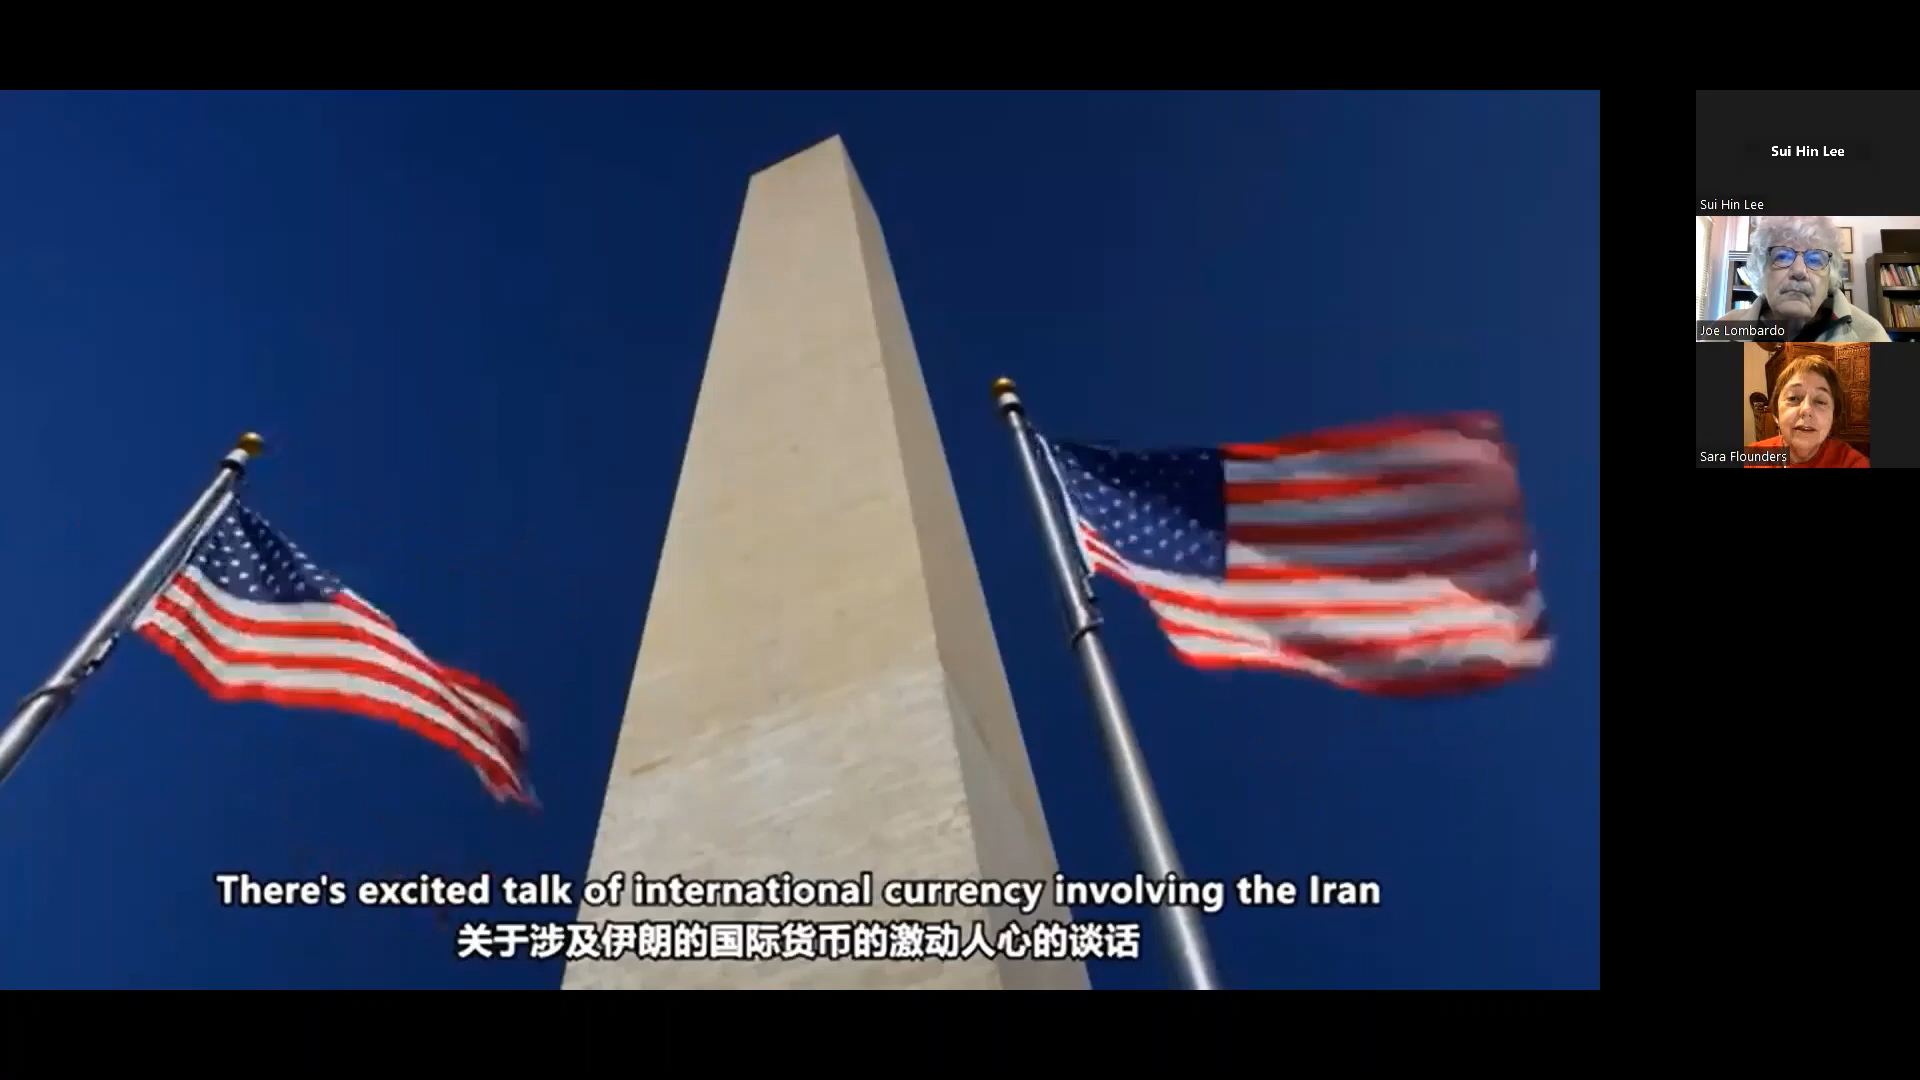 Sui Hin Lee
Sui Hin Lee
Joe Lombardo
Sara Flounders
There's excited talk of international currency involving the Iran
关于涉及伊朗的国际货币的激动人心的谈话